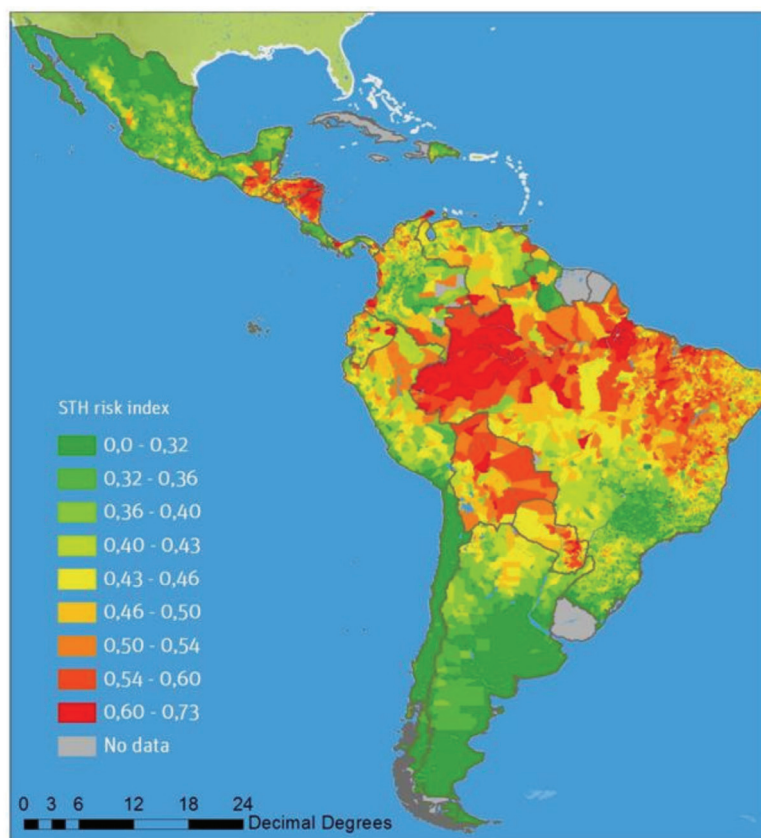 STH risk index
0,0 - 0,32
0,32 - 0,36
0,36 - 0,40
0,40 - 0,43
0,43 - 0,46
0,46 - 0,50
0,50 - 0,54
0,54 - 0,60
0,60 - 0,73
No data
0 3 6 12 18 24
Decimal Degrees